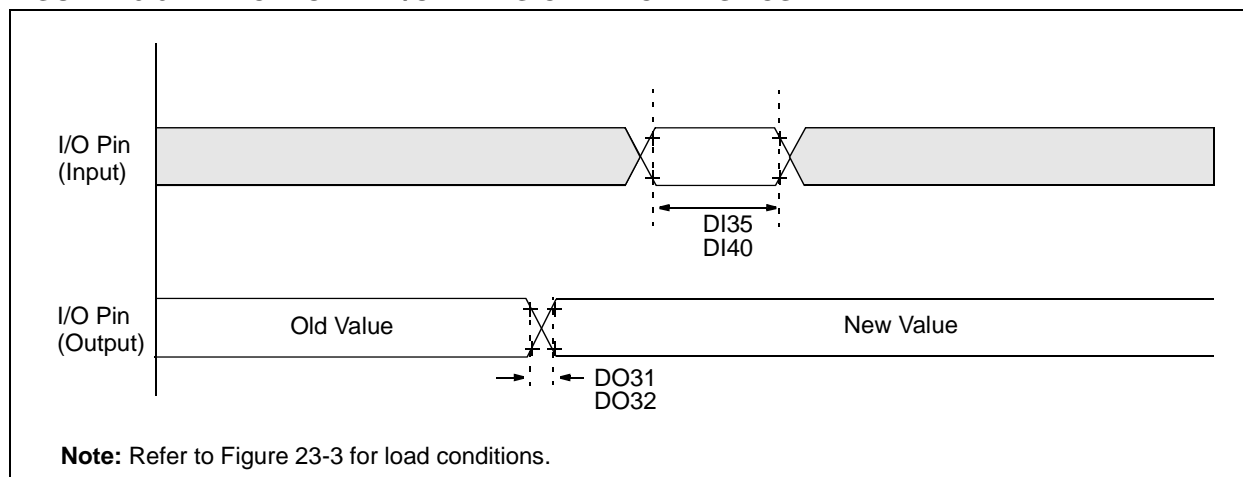 I/O Pin
(Input)
DI35
DI40
I/O Pin
(Output)
Old Value
New Value
DO31
DO32
Note: Refer to Figure 23-3 for load conditions.